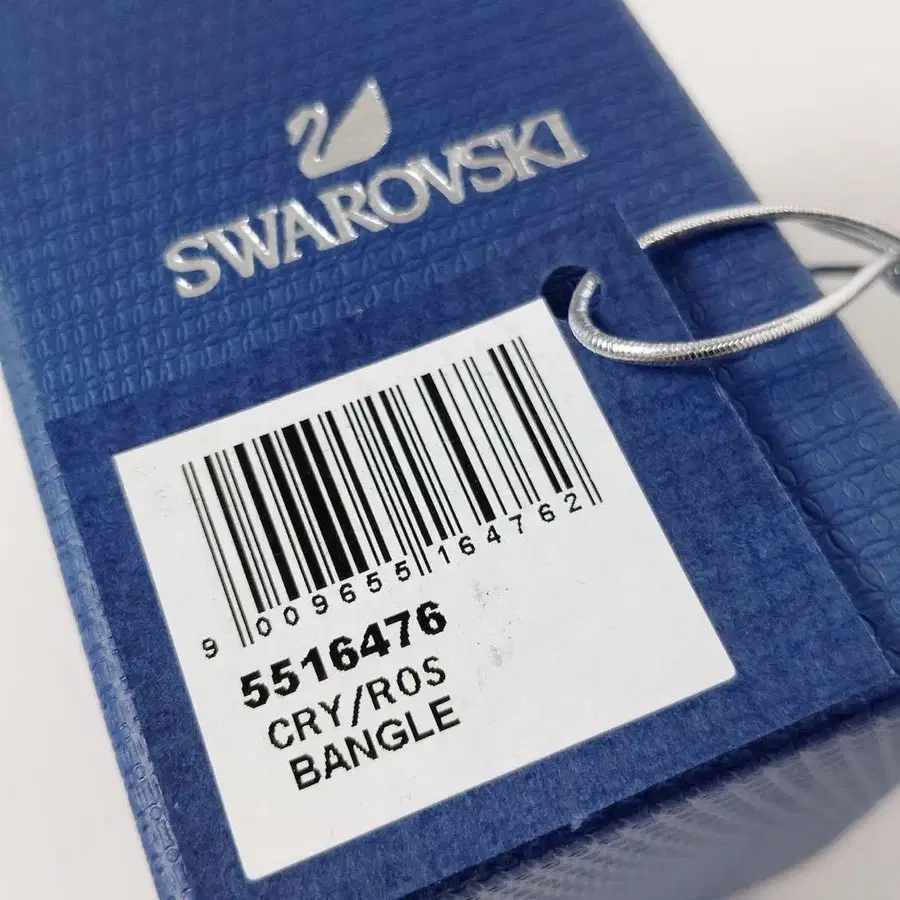 SWAROVSKI
9 009655 164762
5516476
CRY/ROS
BANGLE